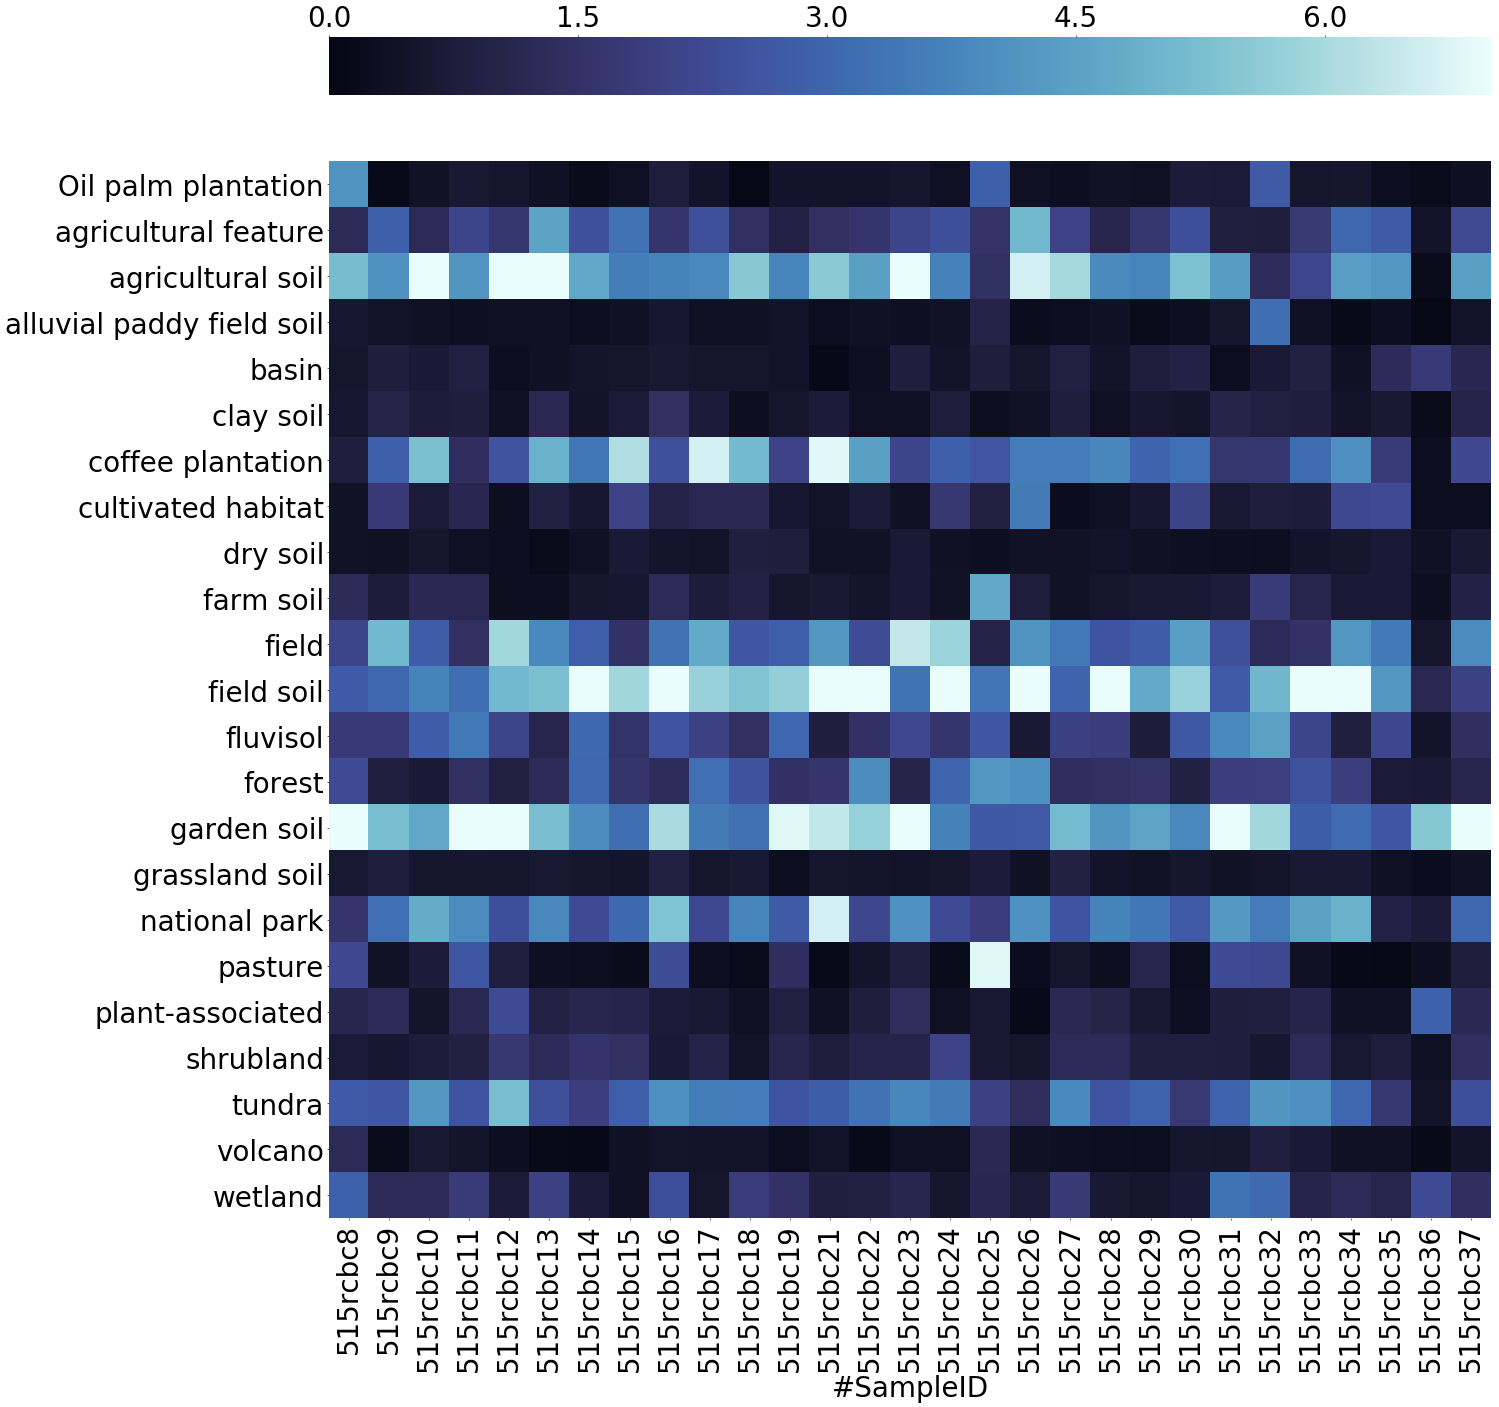 0.0 1.5 3.0 4.5 6.0
Oil palm plantation
agricultural feature
agricultural soil
alluvial paddy field soil
basin
clay soil
coffee plantation
cultivated habitat
dry soil
farm soil
field
field soil
fluvisol
forest
garden soil
grassland soil
national park
pasture
plant-associated
shrubland
tundra
volcano
wetland
515rcbc8
515rcbc9
515rcbc10
515rcbc11
515rcbc12
515rcbc13
515rcbc14
515rcbc15
515rcbc16
515rcbc17
515rcbc18
515rcbc19
515rcbc21
515rcbc22
515rcbc23
515rcbc24
515rcbc25
515rcbc26
515rcbc27
515rcbc28
515rcbc29
515rcbc30
515rcbc31
515rcbc32
515rcbc33
515rcbc34
515rcbc35
515rcbc36
515rcbc37
#SampleID